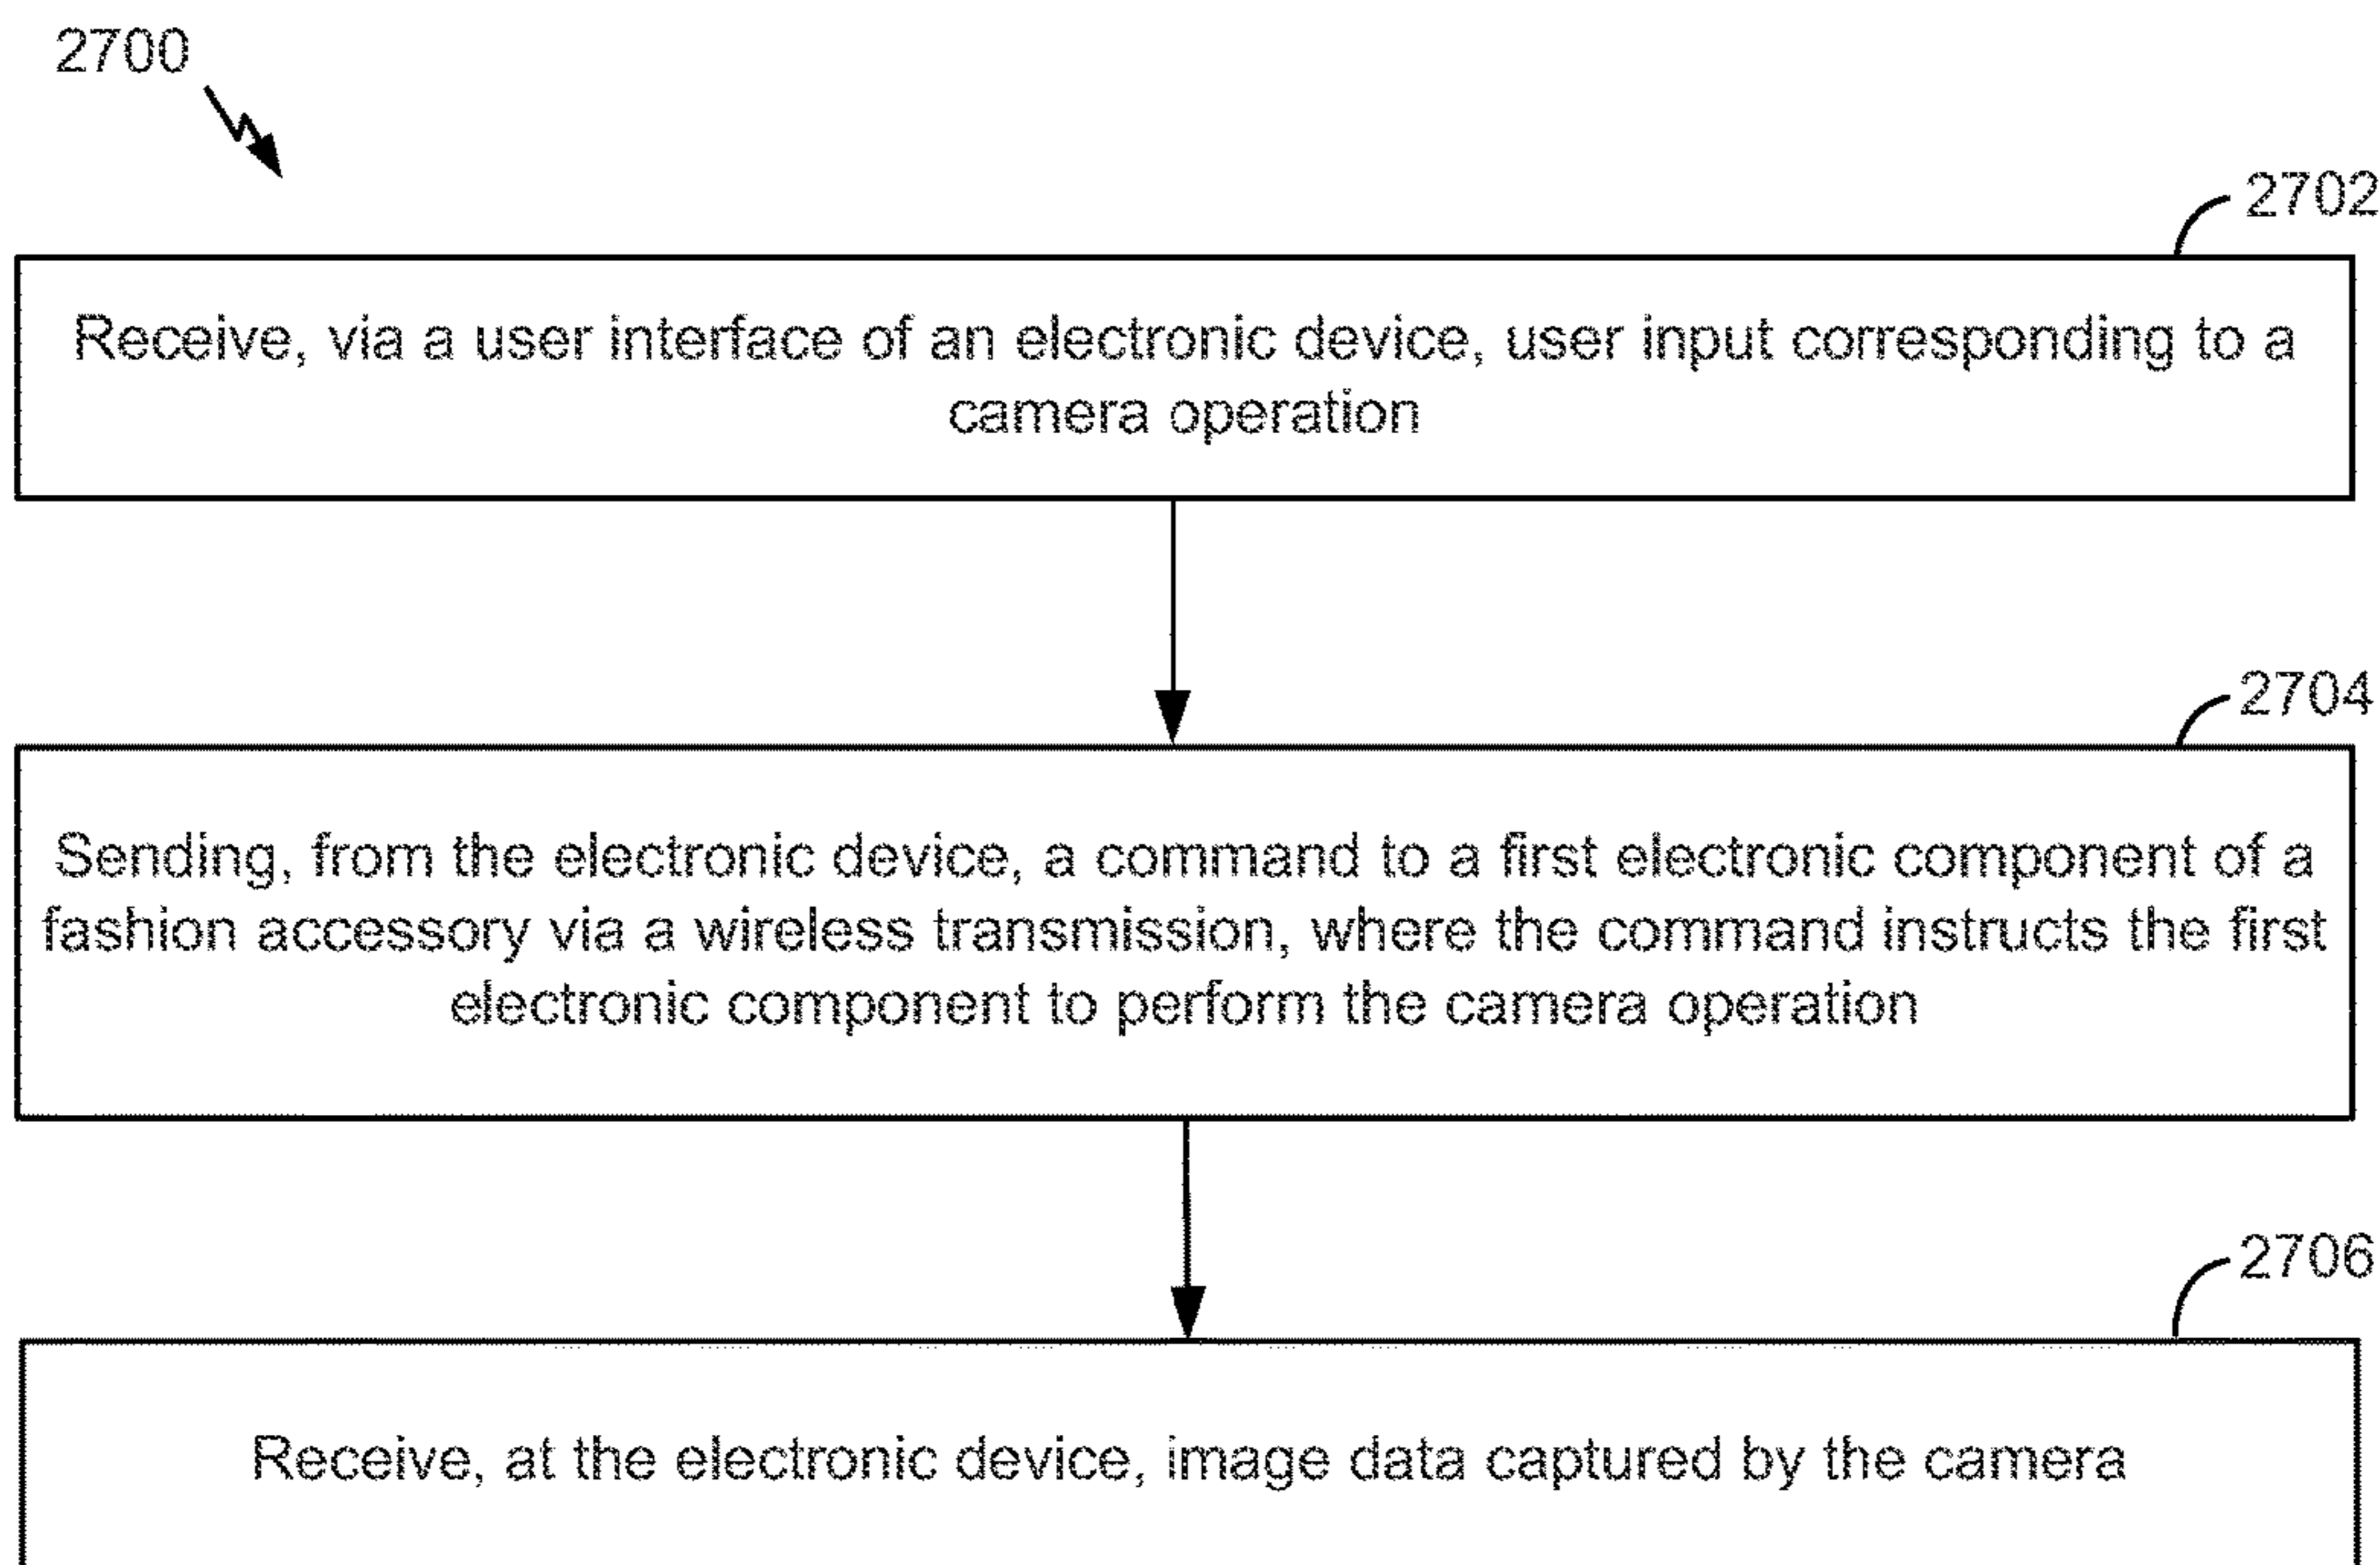 2700
2702
Receive, via a user interface of an electronic device, user input corresponding to a
camera operation
2704
Sending, from the electronic device, a command to a first electronic component of a
fashion accessory via a wireless transmission, where the command instructs the first
electronic component to perform the camera operation
2706
Receive, at the electronic device, image data captured by the camera